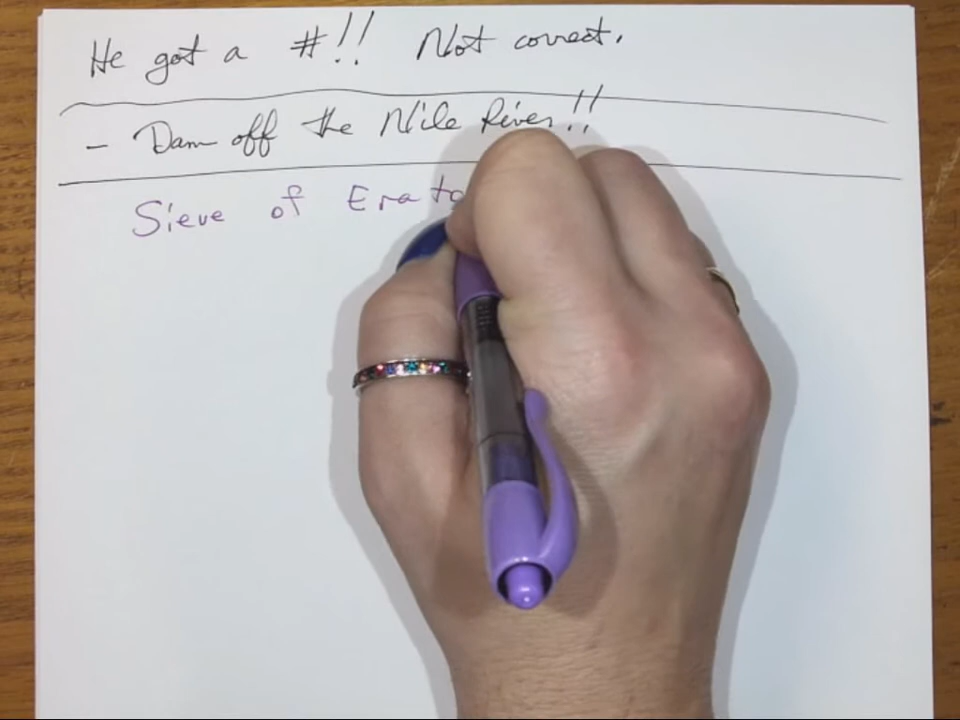 He got a #!! Not correct.
- Dam off the Nile River!!
Sieve of Erato